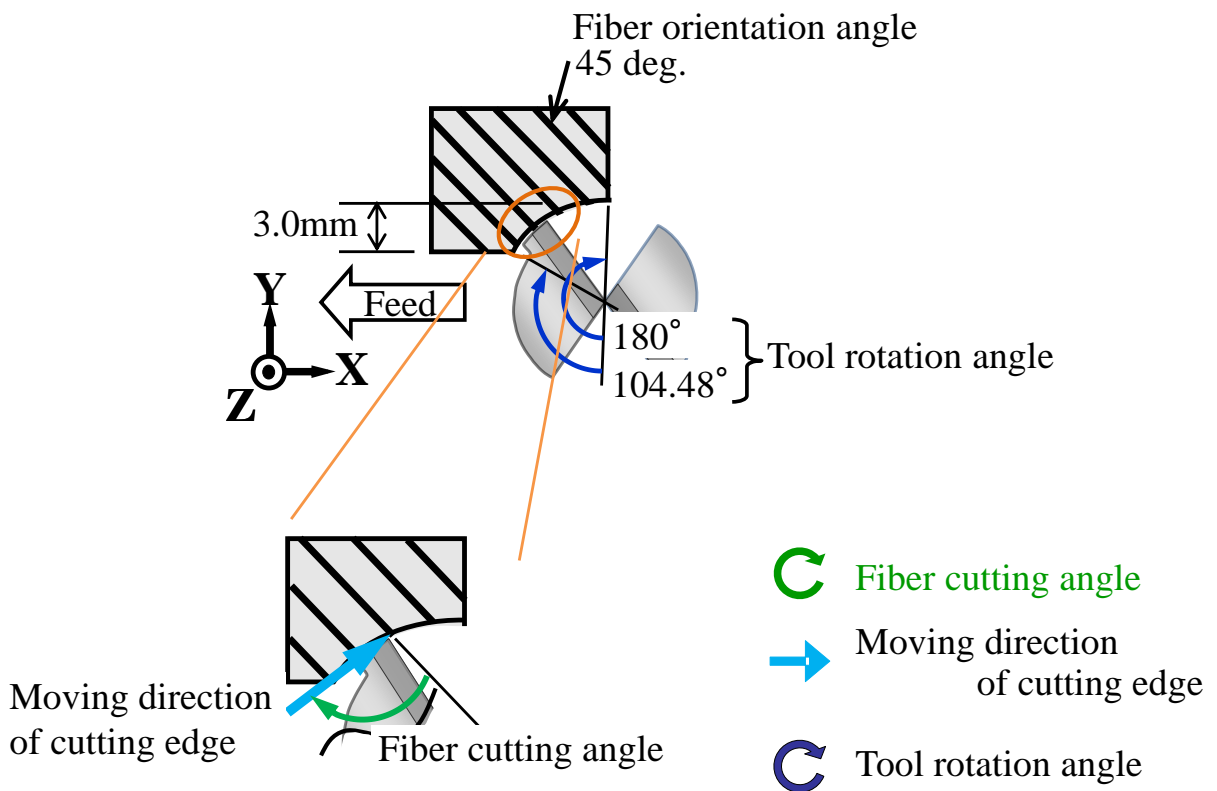 Fiber orientation angle
45 deg.
3.0mm
Y
Feed
X
Z
180°
104.48°
Tool rotation angle
Fiber cutting angle
Moving direction
of cutting edge
Moving direction
of cutting edge
Fiber cutting angle
Tool rotation angle